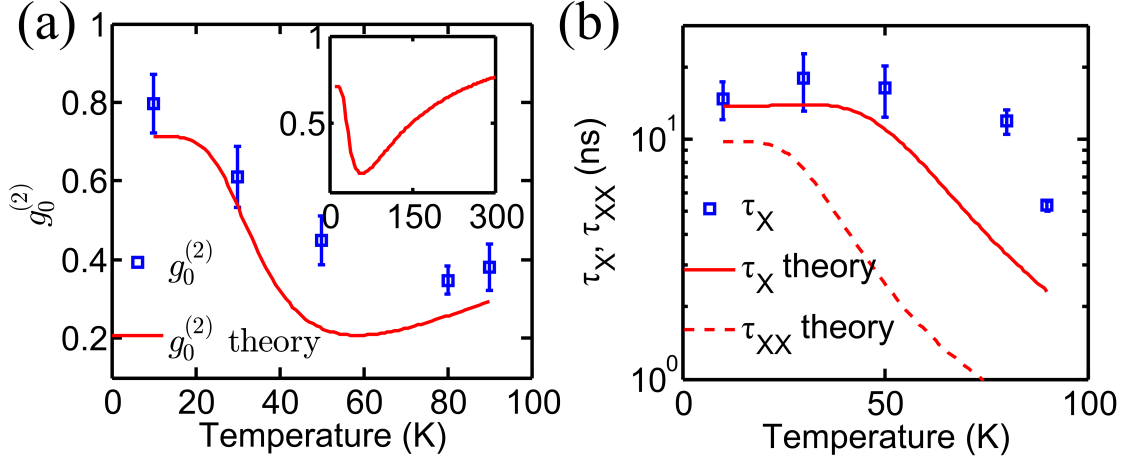 (a)
1
0.8
0.6
0.4
0.2
g₀⁽²⁾
0 20 40 60 80 100
Temperature (K)
g₀⁽²⁾
g₀⁽²⁾ theory
1
0.5
0 150 300
(b)
10¹
10⁰
τX, τXX (ns)
τX
τX theory
τXX theory
0 50 100
Temperature (K)